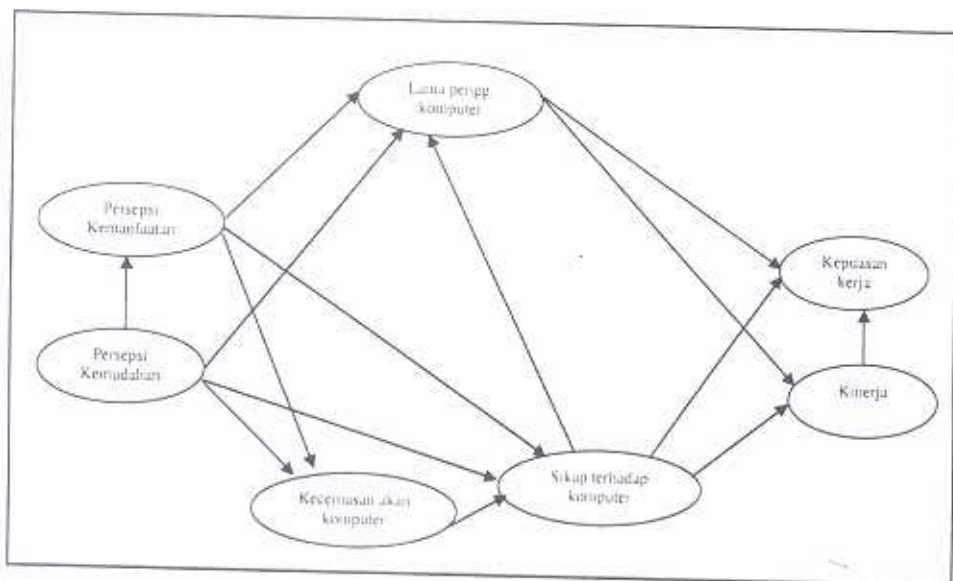 Lama pengg
komputer
Persepsi
Kemanfaatan
Kepuasan
kerja
Persepsi
Kemudahan
Kinerja
Sikap terhadap
komputer
Kecemasan akan
komputer